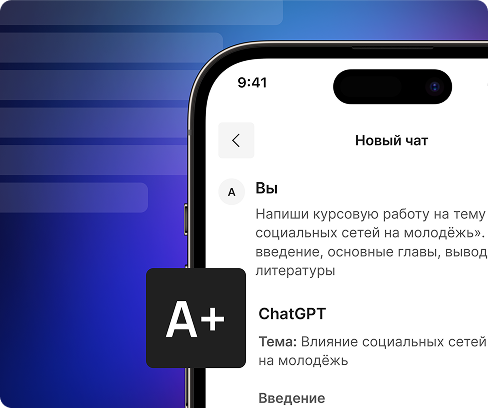 9:41
Новый чат
A
Вы
Напиши курсовую работу на тему
социальных сетей на молодёжь».
введение, основные главы, вывод
литературы
A+
ChatGPT
Тема: Влияние социальных сетей
на молодёжь
Введение